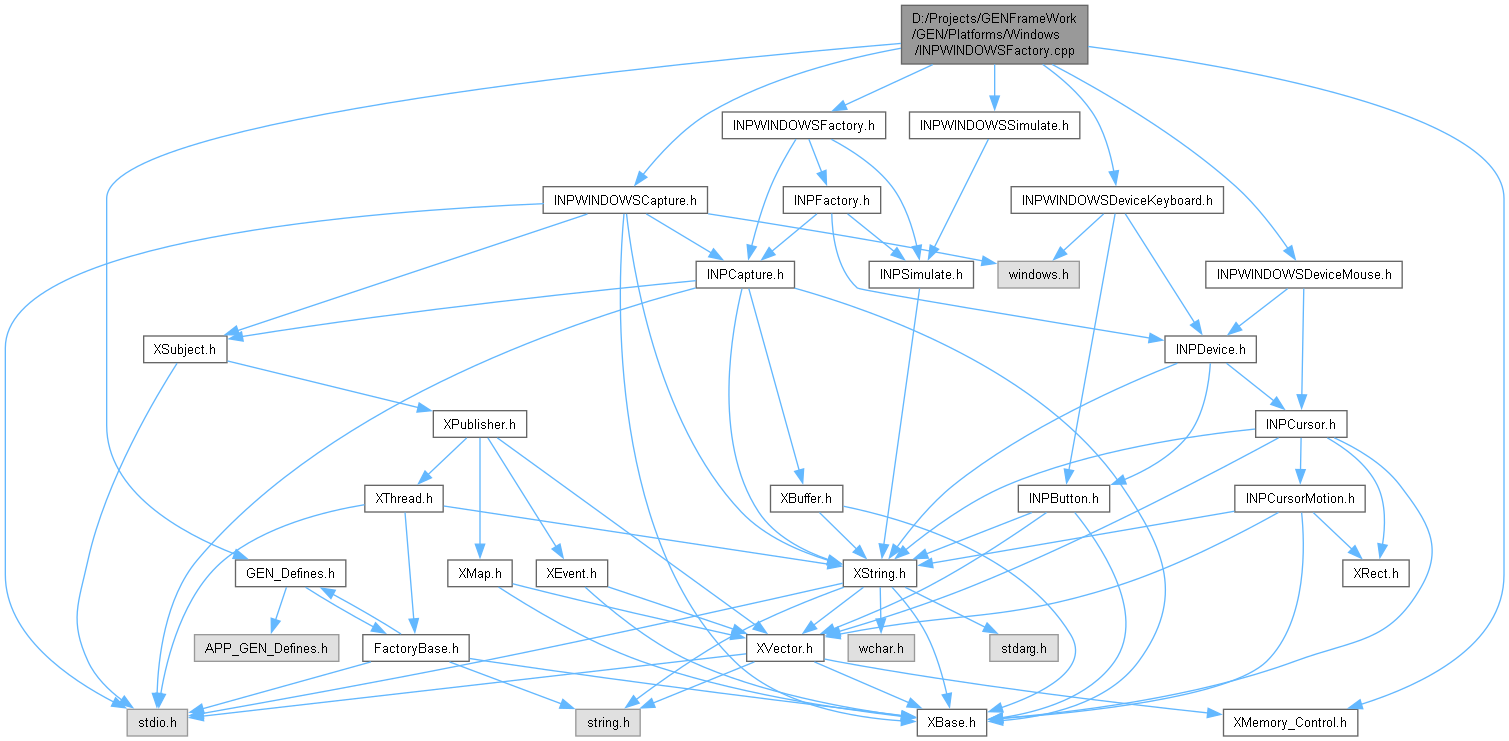 D:/Projects/GENFrameWork
/GEN/Platforms/Windows
/INPWINDOWSFactory.cpp
INPWINDOWSFactory.h
INPWINDOWSSimulate.h
INPWINDOWSCapture.h
INPFactory.h
INPWINDOWSDeviceKeyboard.h
INPCapture.h
INPSimulate.h
windows.h
INPWINDOWSDeviceMouse.h
XSubject.h
INPDevice.h
XPublisher.h
INPCursor.h
XThread.h
XBuffer.h
INPButton.h
INPCursorMotion.h
GEN_Defines.h
XMap.h
XEvent.h
XString.h
XRect.h
APP_GEN_Defines.h
FactoryBase.h
XVector.h
wchar.h
stdarg.h
stdio.h
string.h
XBase.h
XMemory_Control.h